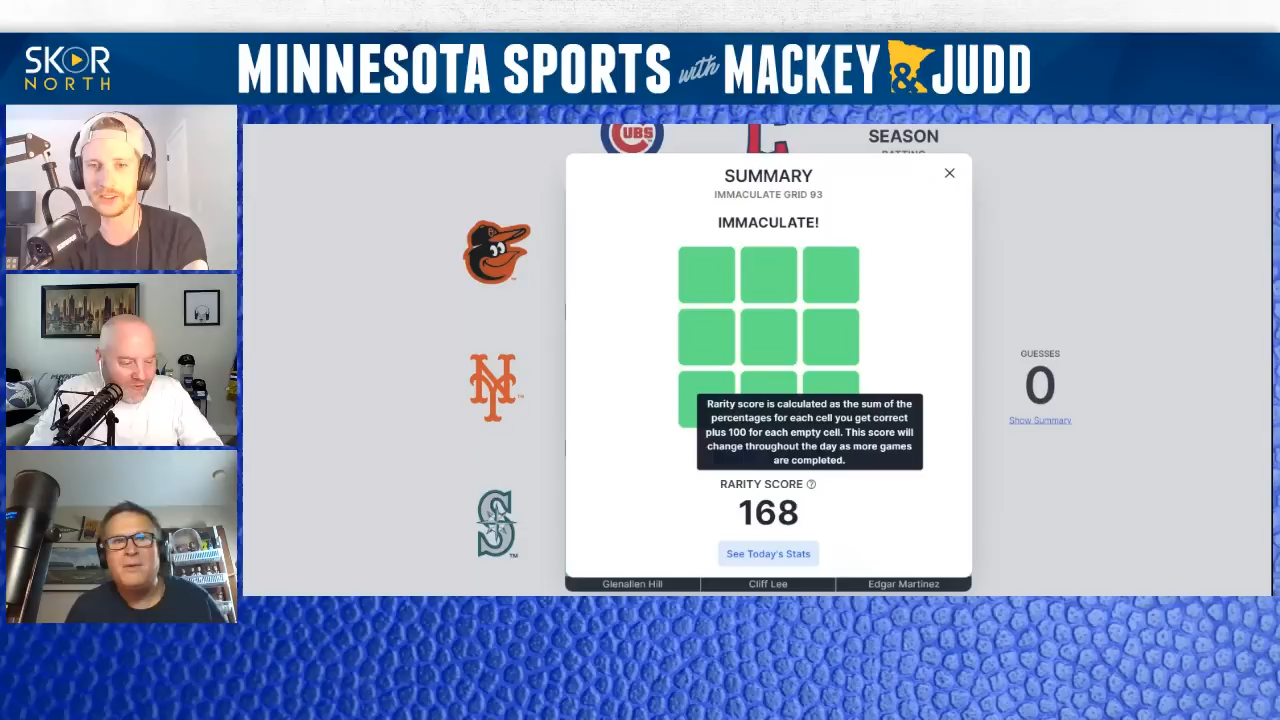 SKOR
NORTH
MINNESOTA SPORTS with MACKEY & JUDD
CUBS
SEASON
SUMMARY
IMMACULATE GRID 93
IMMACULATE!
Rarity score is calculated as the sum of the
percentages for each cell you get correct
plus 100 for each empty cell. This score will
change throughout the day as more games
are completed.
RARITY SCORE ?
168
See Today's Stats
GUESSES
0
Show Summary
NY
S
TM
Glenallen Hill
Cliff Lee
Edgar Martinez